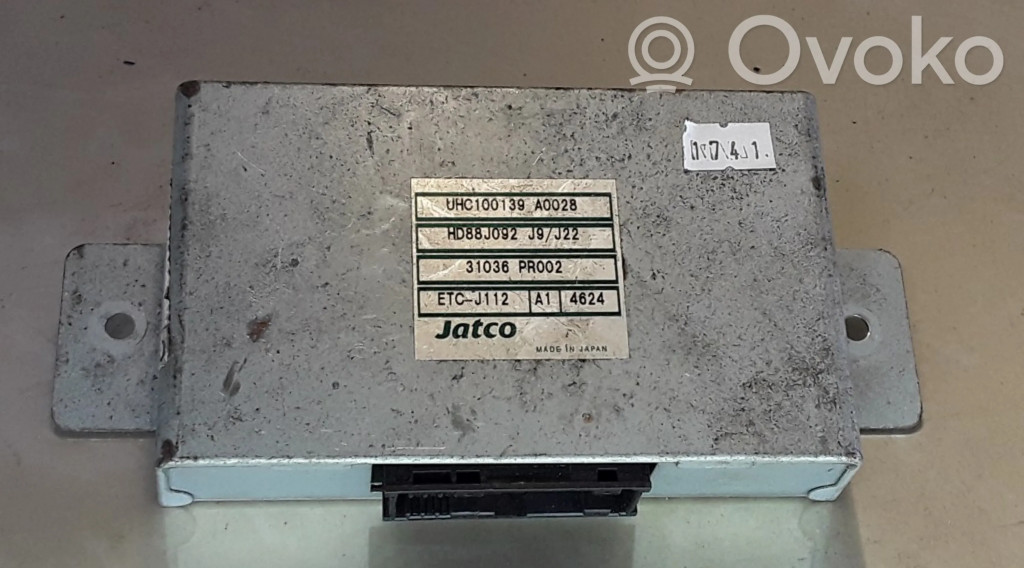 Ovoko
UHC100139 A0028
HD88J092 J9/J22
31036 PR002
ETC-J112 A1 4624
Jatco
MADE IN JAPAN